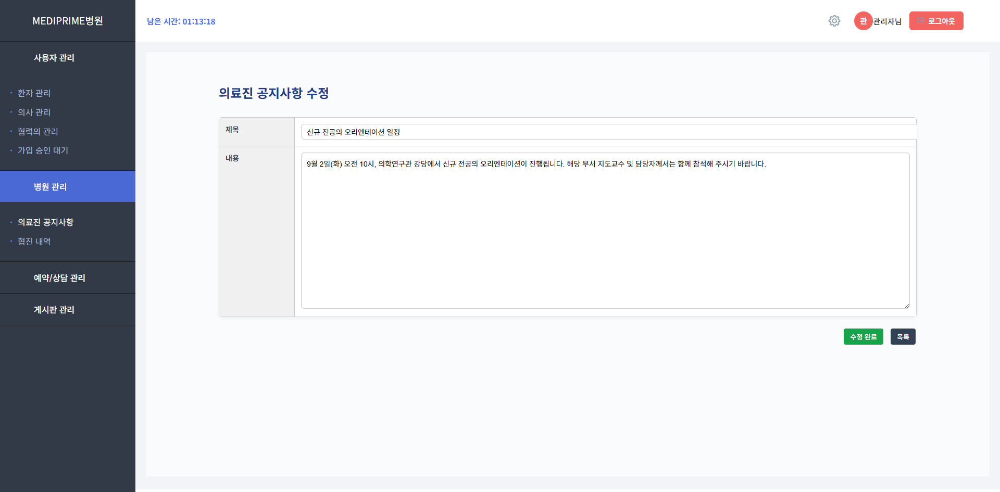 MEDIPRIME병원
남은 시간: 01:13:18
관 관리자님 로그아웃
사용자 관리
환자 관리
의사 관리
협력의 관리
가입 승인 대기
병원 관리
의료진 공지사항
협진 내역
예약/상담 관리
게시판 관리
의료진 공지사항 수정
제목 신규 전공의 오리엔테이션 일정
내용 9월 2일(화) 오전 10시, 의학연구관 강당에서 신규 전공의 오리엔테이션이 진행됩니다. 해당 부서 지도교수 및 담당자께서는 함께 참석해 주시기 바랍니다.
수정 완료 목록